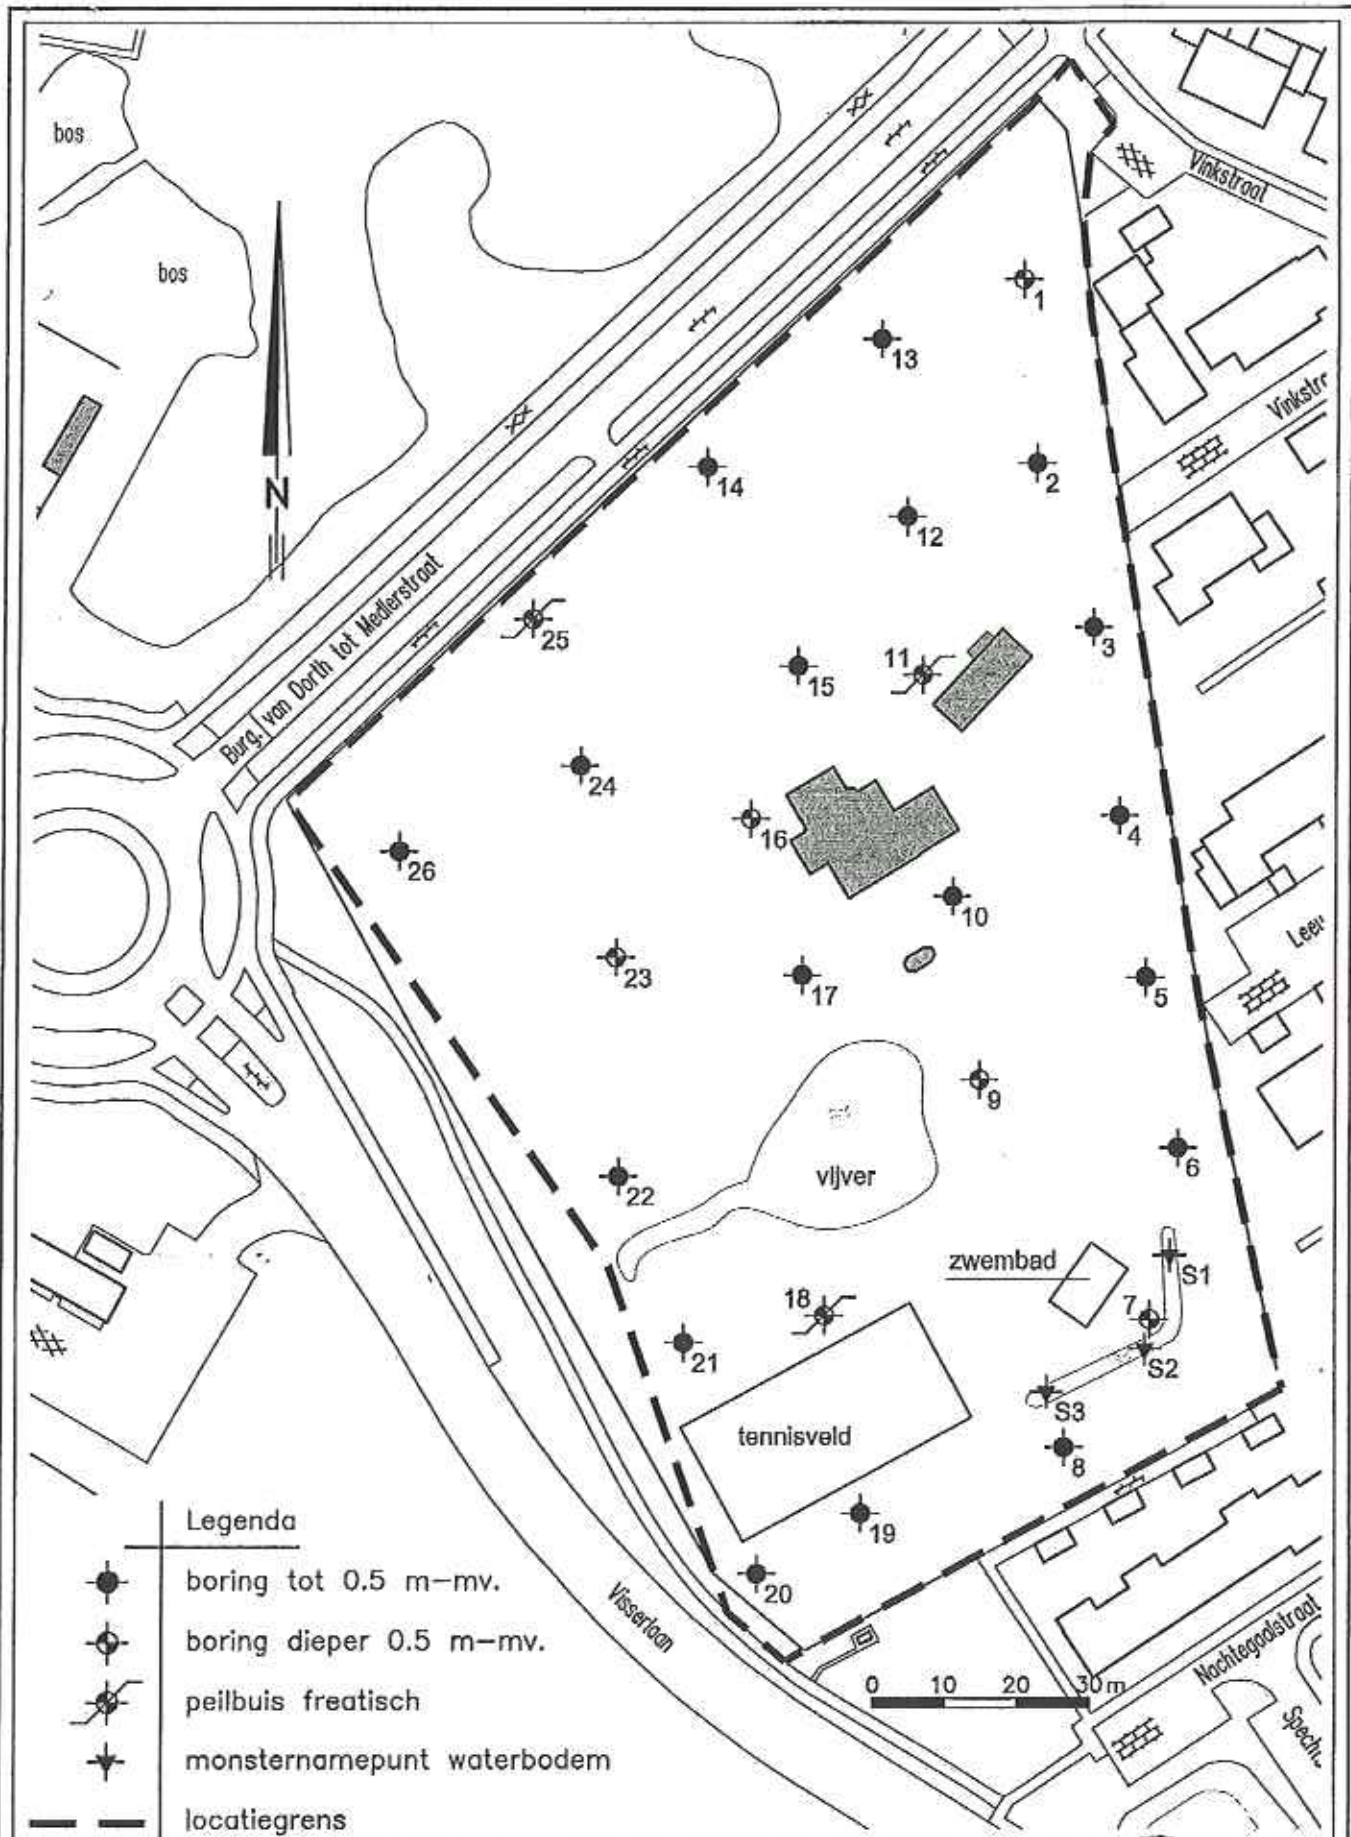 bos
bos
Vinkstraat
1
13
Vinkstra
N
14
2
12
Burg. van Dorth tot Medlerstraat
25
3
15
11
24
16
4
26
10
Leeu
23
17
5
9
6
22
vijver
zwembad
S1
18
7
21
S2
S3
tennisveld
8
19
20
Visserlaan
Nachtegaalstraat
Spech
0 10 20 30 m
Legenda
boring tot 0.5 m-mv.
boring dieper 0.5 m-mv.
peilbuis freatisch
monsternamepunt waterbodem
locatiegrens